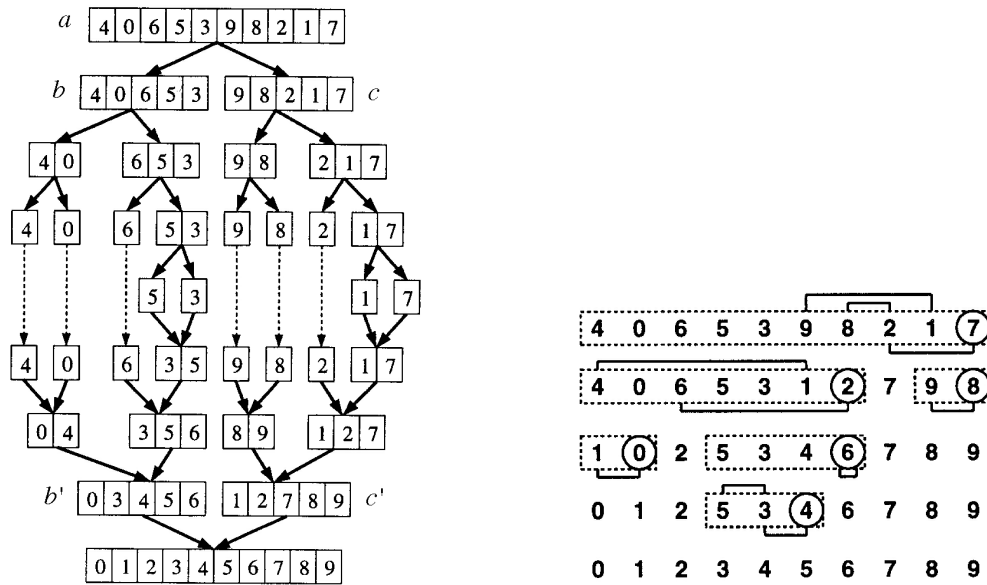 a 4 0 6 5 3 9 8 2 1 7
b 4 0 6 5 3 9 8 2 1 7 c
4 0 6 5 3 9 8 2 1 7
4 0 6 5 3 9 8 2 1 7
5 3 1 7
4 0 6 3 5 9 8 2 1 7
0 4 3 5 6 8 9 1 2 7
b' 0 3 4 5 6 1 2 7 8 9 c'
0 1 2 3 4 5 6 7 8 9
4 0 6 5 3 9 8 2 1 7
4 0 6 5 3 1 2 7 9 8
1 0 2 5 3 4 6 7 8 9
0 1 2 5 3 4 6 7 8 9
0 1 2 3 4 5 6 7 8 9